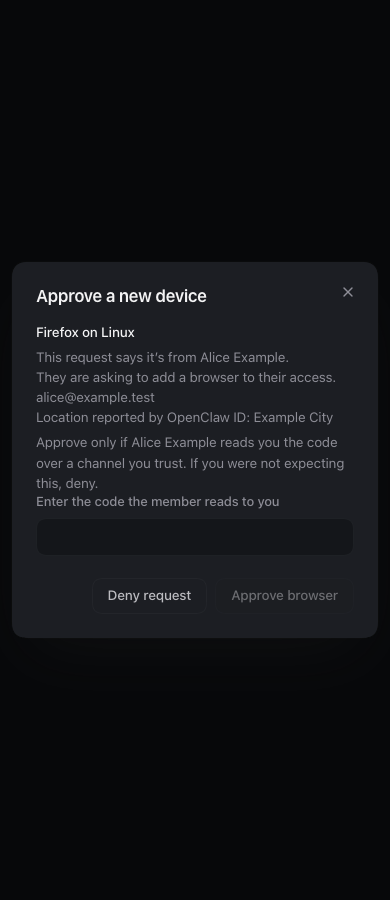 Approve a new device
Firefox on Linux
This request says it's from Alice Example.
They are asking to add a browser to their access.
alice@example.test
Location reported by OpenClaw ID: Example City
Approve only if Alice Example reads you the code
over a channel you trust. If you were not expecting
this, deny.
Enter the code the member reads to you
Deny request
Approve browser